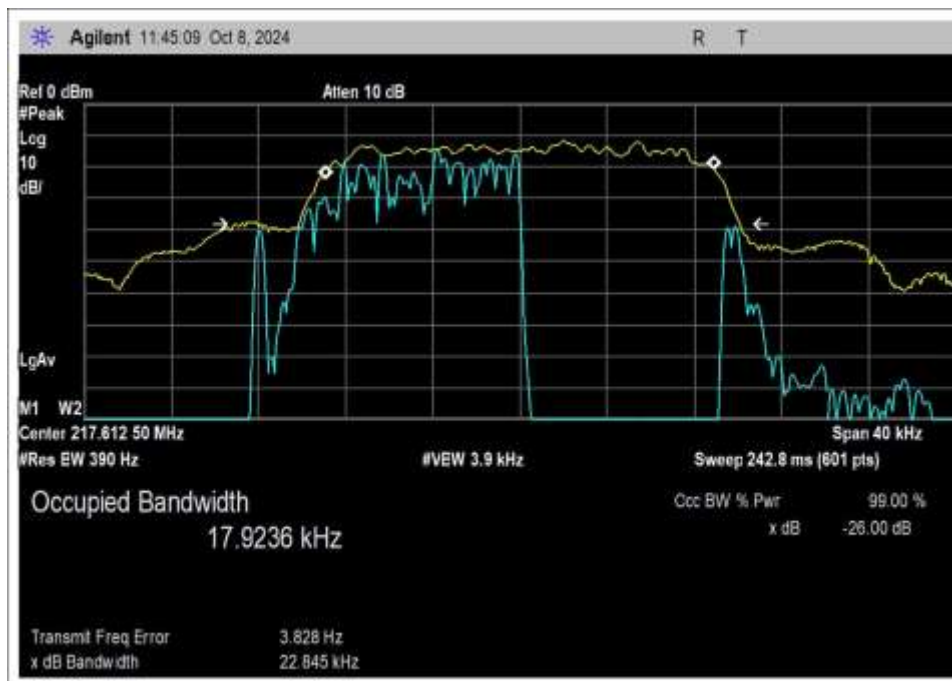 Agilent 11:45:09 Oct 8, 2024 R T
Ref 0 dBm Atten 10 dB
#Peak
Log
10
dB/
LgAv
M1 W2
Center 217.612 50 MHz Span 40 kHz
#Res BW 390 Hz #VBW 3.9 kHz Sweep 242.8 ms (601 pts)
Occupied Bandwidth Occ BW % Pwr 99.00 %
17.9236 kHz x dB -26.00 dB
Transmit Freq Error 3.828 Hz
x dB Bandwidth 22.845 kHz